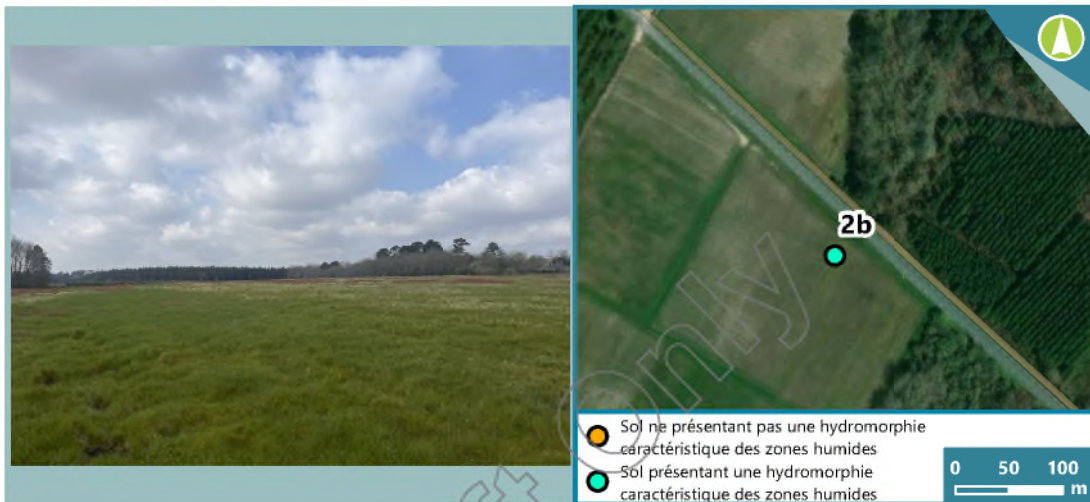 2b
Sol ne présentant pas une hydromorphie
caractéristique des zones humides
Sol présentant une hydromorphie
caractéristique des zones humides
0 50 100
m
Only